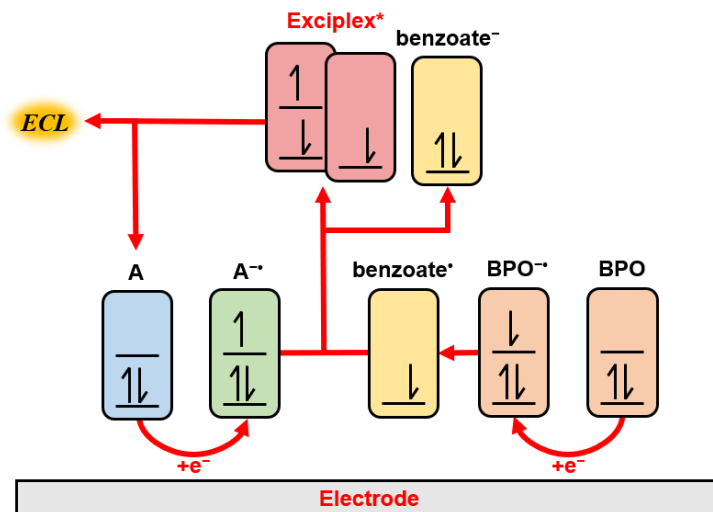 Exciplex*
benzoate⁻
ECL
A
A⁻•
benzoate•
BPO⁻•
BPO
+e⁻
+e⁻
Electrode